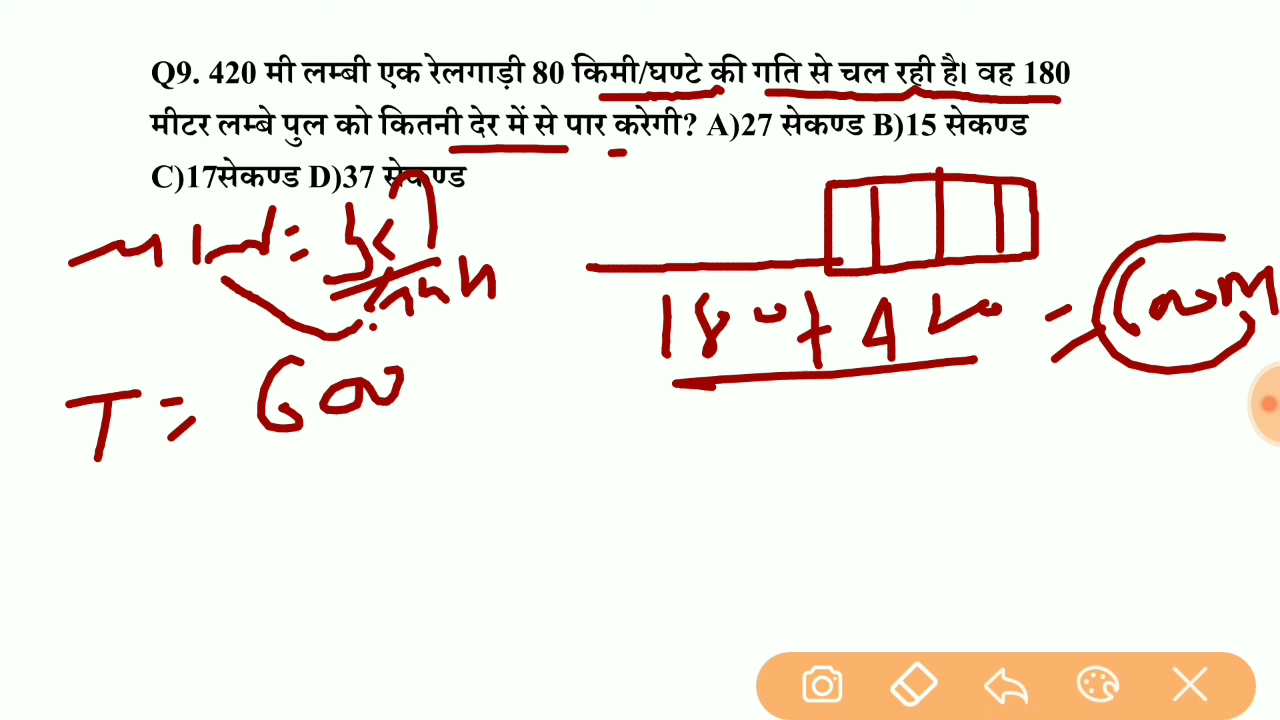 Q9. 420 मी लम्बी एक रेलगाड़ी 80 किमी/घण्टे की गति से चल रही है। वह 180
मीटर लम्बे पुल को कितनी देर में से पार करेगी? A)27 सेकण्ड B)15 सेकण्ड
C)17सेकण्ड D)37 सेकण्ड
180+420 = 600M
T = 600